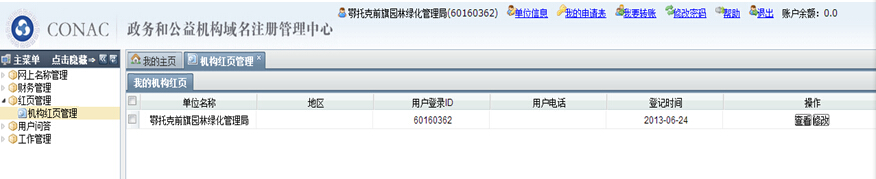 鄂托克前旗园林绿化管理局(60160362) 单位信息 我的申请表 我要转账 修改密码 帮助 退出 账户余额: 0.0
CONAC 政务和公益机构域名注册管理中心
主菜单 点击隐藏⇒ 我的主页 机构红页管理 ×
网上名称管理
财务管理
红页管理
机构红页管理
用户问答
工作管理
我的机构红页
单位名称 地区 用户登录ID 用户电话 登记时间 操作
鄂托克前旗园林绿化管理局 60160362 2013-06-24 查看 修改